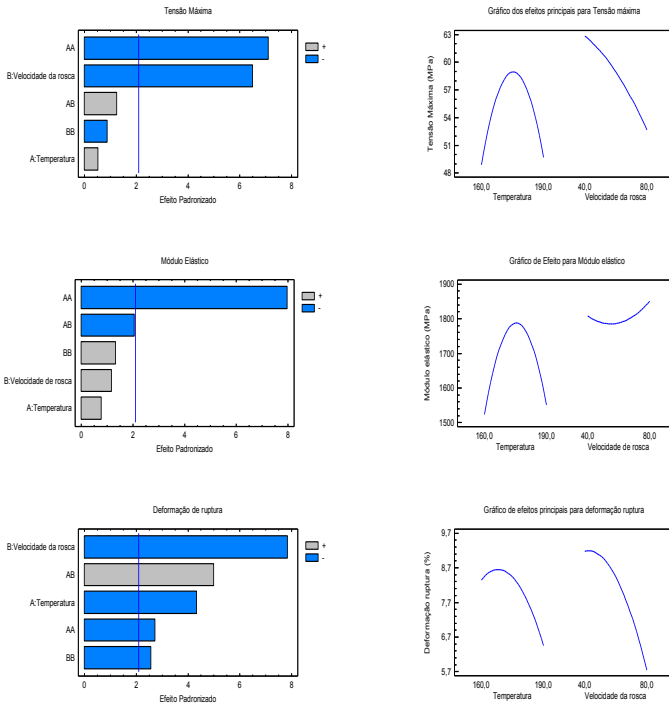 Tensão Máxima
AA
B:Velocidade da rosca
AB
BB
A:Temperatura
0 2 4 6 8
Efeito Padronizado
+
-
Gráfico dos efeitos principais para Tensão máxima
Tensão Máxima (MPa)
63
60
57
54
51
48
160,0 190,0 40,0 80,0
Temperatura Velocidade da rosca
Módulo Elástico
AA
AB
BB
B:Velocidade de rosca
A:Temperatura
0 2 4 6 8
Efeito Padronizado
+
-
Gráfico de Efeito para Módulo elástico
Módulo elástico (MPa)
1900
1800
1700
1600
1500
160,0 190,0 40,0 80,0
Temperatura Velocidade de rosca
Deformação de ruptura
B:Velocidade da rosca
AB
A:Temperatura
AA
BB
0 2 4 6 8
Efeito Padronizado
+
-
Gráfico de efeitos principais para deformação ruptura
Deformação ruptura (%)
9,7
8,7
7,7
6,7
5,7
160,0 190,0 40,0 80,0
Temperatura Velocidade da rosca